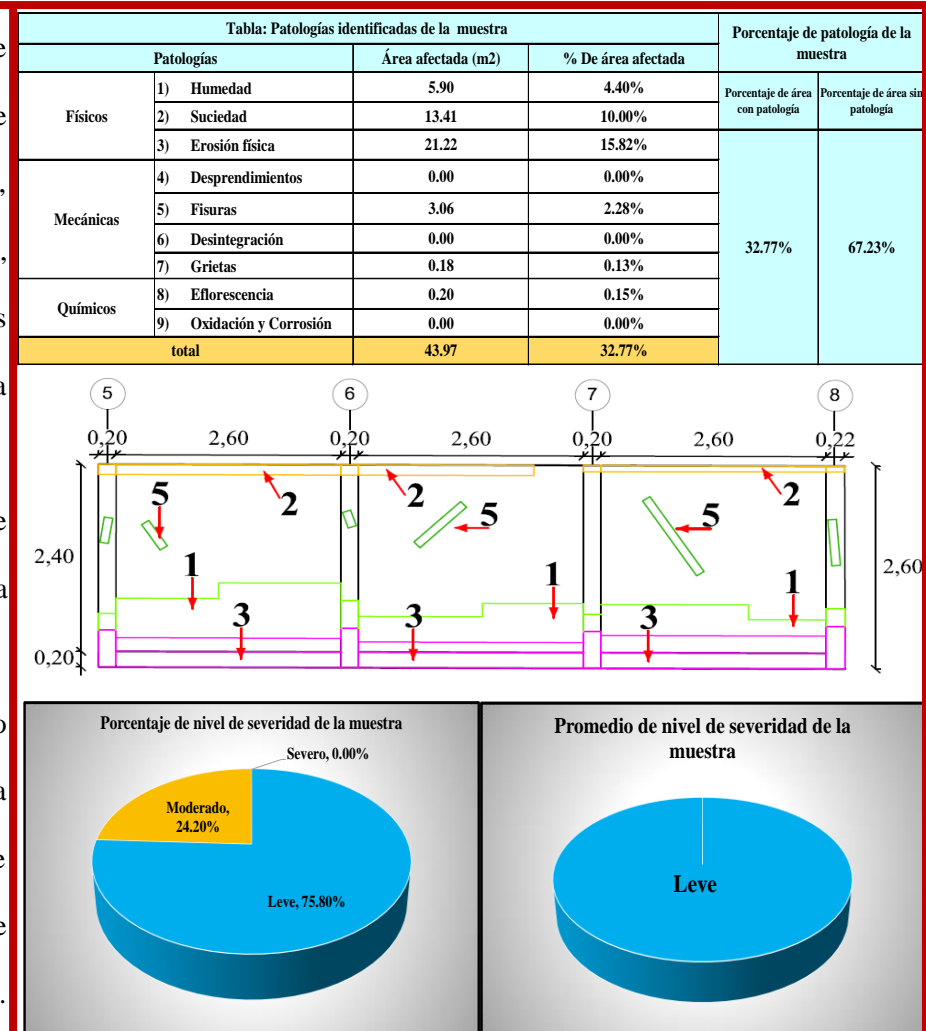 Tabla: Patologías identificadas de la muestra
Porcentaje de patología de la
muestra
Patologías Área afectada (m2) % De área afectada
Porcentaje de área
con patología
Porcentaje de área sin
patología
Físicos
1) Humedad 5.90 4.40%
2) Suciedad 13.41 10.00%
3) Erosión física 21.22 15.82%
Mecánicas
4) Desprendimientos 0.00 0.00%
5) Fisuras 3.06 2.28%
6) Desintegración 0.00 0.00%
7) Grietas 0.18 0.13%
32.77% 67.23%
Químicos
8) Eflorescencia 0.20 0.15%
9) Oxidación y Corrosión 0.00 0.00%
total 43.97 32.77%
5 6 7 8
0,20 2,60 0,20 2,60 0,20 2,60 0,22
2 2 2
5 5 5
2,40 2,60
1 1 1
3 3 3
0,20
Porcentaje de nivel de severidad de la muestra
Severo, 0.00%
Moderado,
24.20%
Leve, 75.80%
Promedio de nivel de severidad de la
muestra
Leve